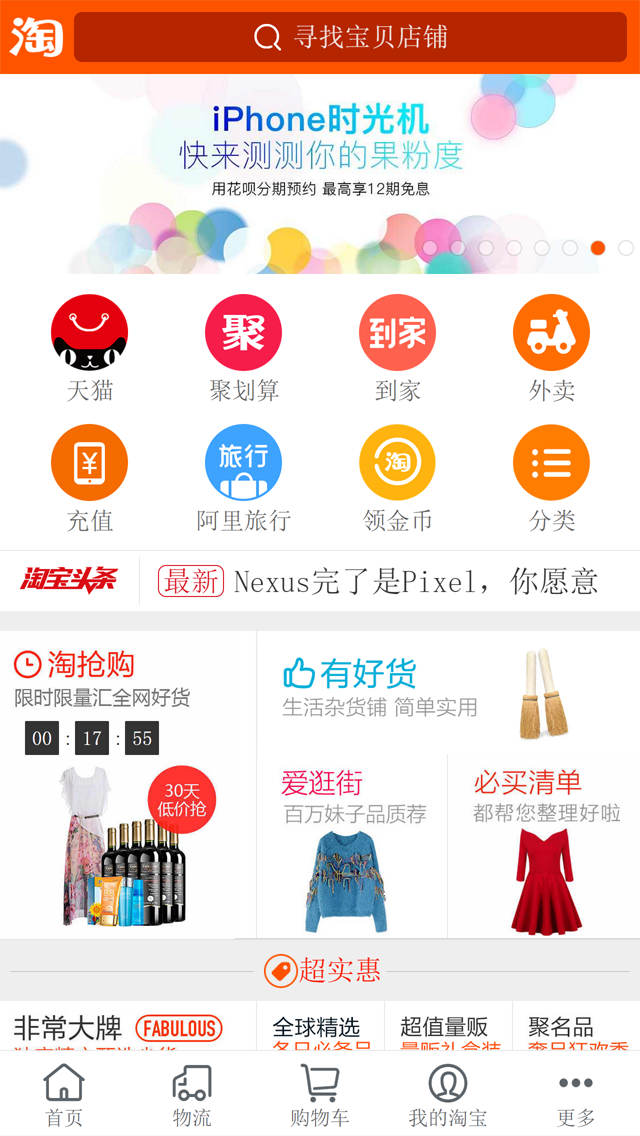 淘
寻找宝贝店铺
iPhone时光机
快来测测你的果粉度
用花呗分期预约 最高享12期免息
聚
到家
天猫
聚划算
到家
外卖
¥
旅行
淘
充值
阿里旅行
领金币
分类
淘宝头条
最新
Nexus完了是Pixel，你愿意
淘抢购
限时限量汇全网好货
00 : 17 : 55
30天
低价抢
有好货
生活杂货铺 简单实用
爱逛街
百万妹子品质荐
必买清单
都帮您整理好啦
超实惠
非常大牌
FABULOUS
全球精选
超值量贩
聚名品
首页
物流
购物车
我的淘宝
更多